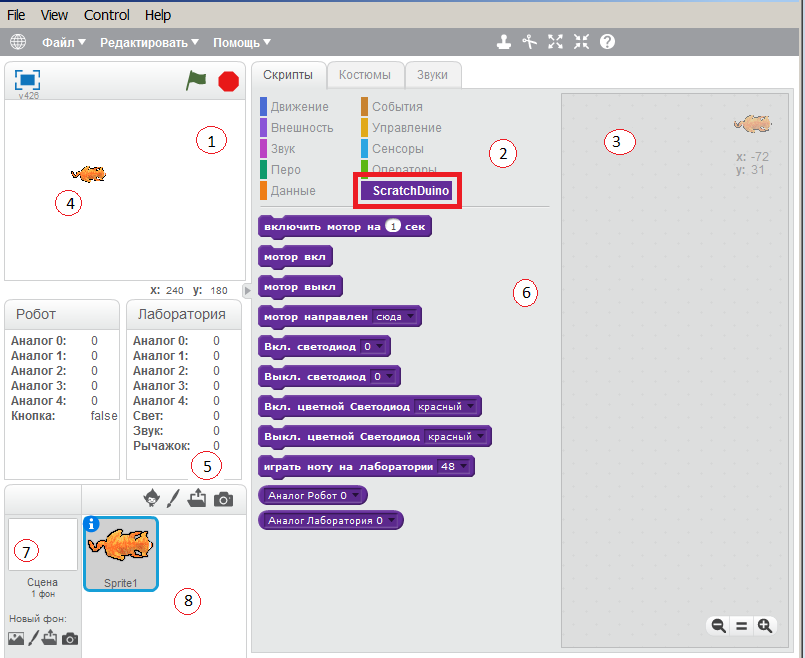 File View Control Help
Файл Редактировать Помощь
v426
1
4
x: 240 y: 180
Скрипты Костюмы Звуки
Движение События
Внешность Управление
Звук Сенсоры
Перо Операторы
Данные ScratchDuino
2
включить мотор на 1 сек
мотор вкл
мотор выкл
мотор направлен сюда
Вкл. светодиод 0
Выкл. светодиод 0
Вкл. цветной Светодиод красный
Выкл. цветной Светодиод красный
играть ноту на лаборатории 48
Аналог Робот 0
Аналог Лаборатория 0
6
3
x: -72
y: 31
Робот
Аналог 0: 0
Аналог 1: 0
Аналог 2: 0
Аналог 3: 0
Аналог 4: 0
Кнопка: false
Лаборатория
Аналог 0: 0
Аналог 1: 0
Аналог 2: 0
Аналог 3: 0
Аналог 4: 0
Свет: 0
Звук: 0
Рычажок: 0
5
7
Сцена
1 фон
Новый фон:
i
Sprite1
8